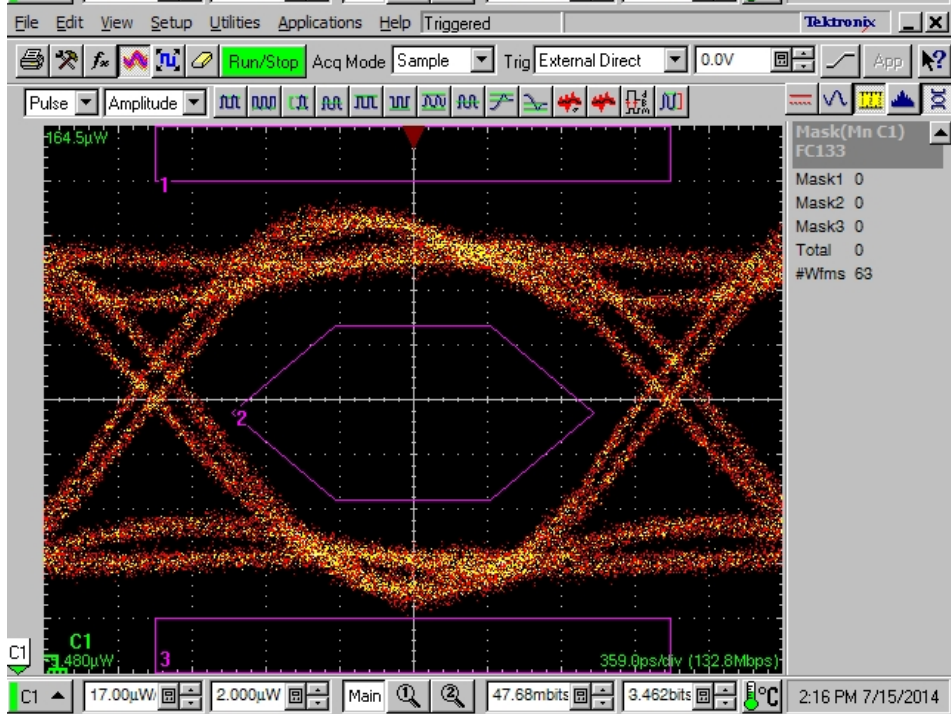 File Edit View Setup Utilities Applications Help Triggered Tektronix
Run/Stop Acq Mode Sample Trig External Direct 0.0V App
Pulse Amplitude
164.5µW
1
2
3
C1
359.0ps/div (132.8Mbps)
Mask(Mn C1)
FC133
Mask1 0
Mask2 0
Mask3 0
Total 0
#Wfms 63
C1
C1 17.00µW/ 2.000µW Main 1 2 47.68mbits 3.462bits °C 2:16 PM 7/15/2014